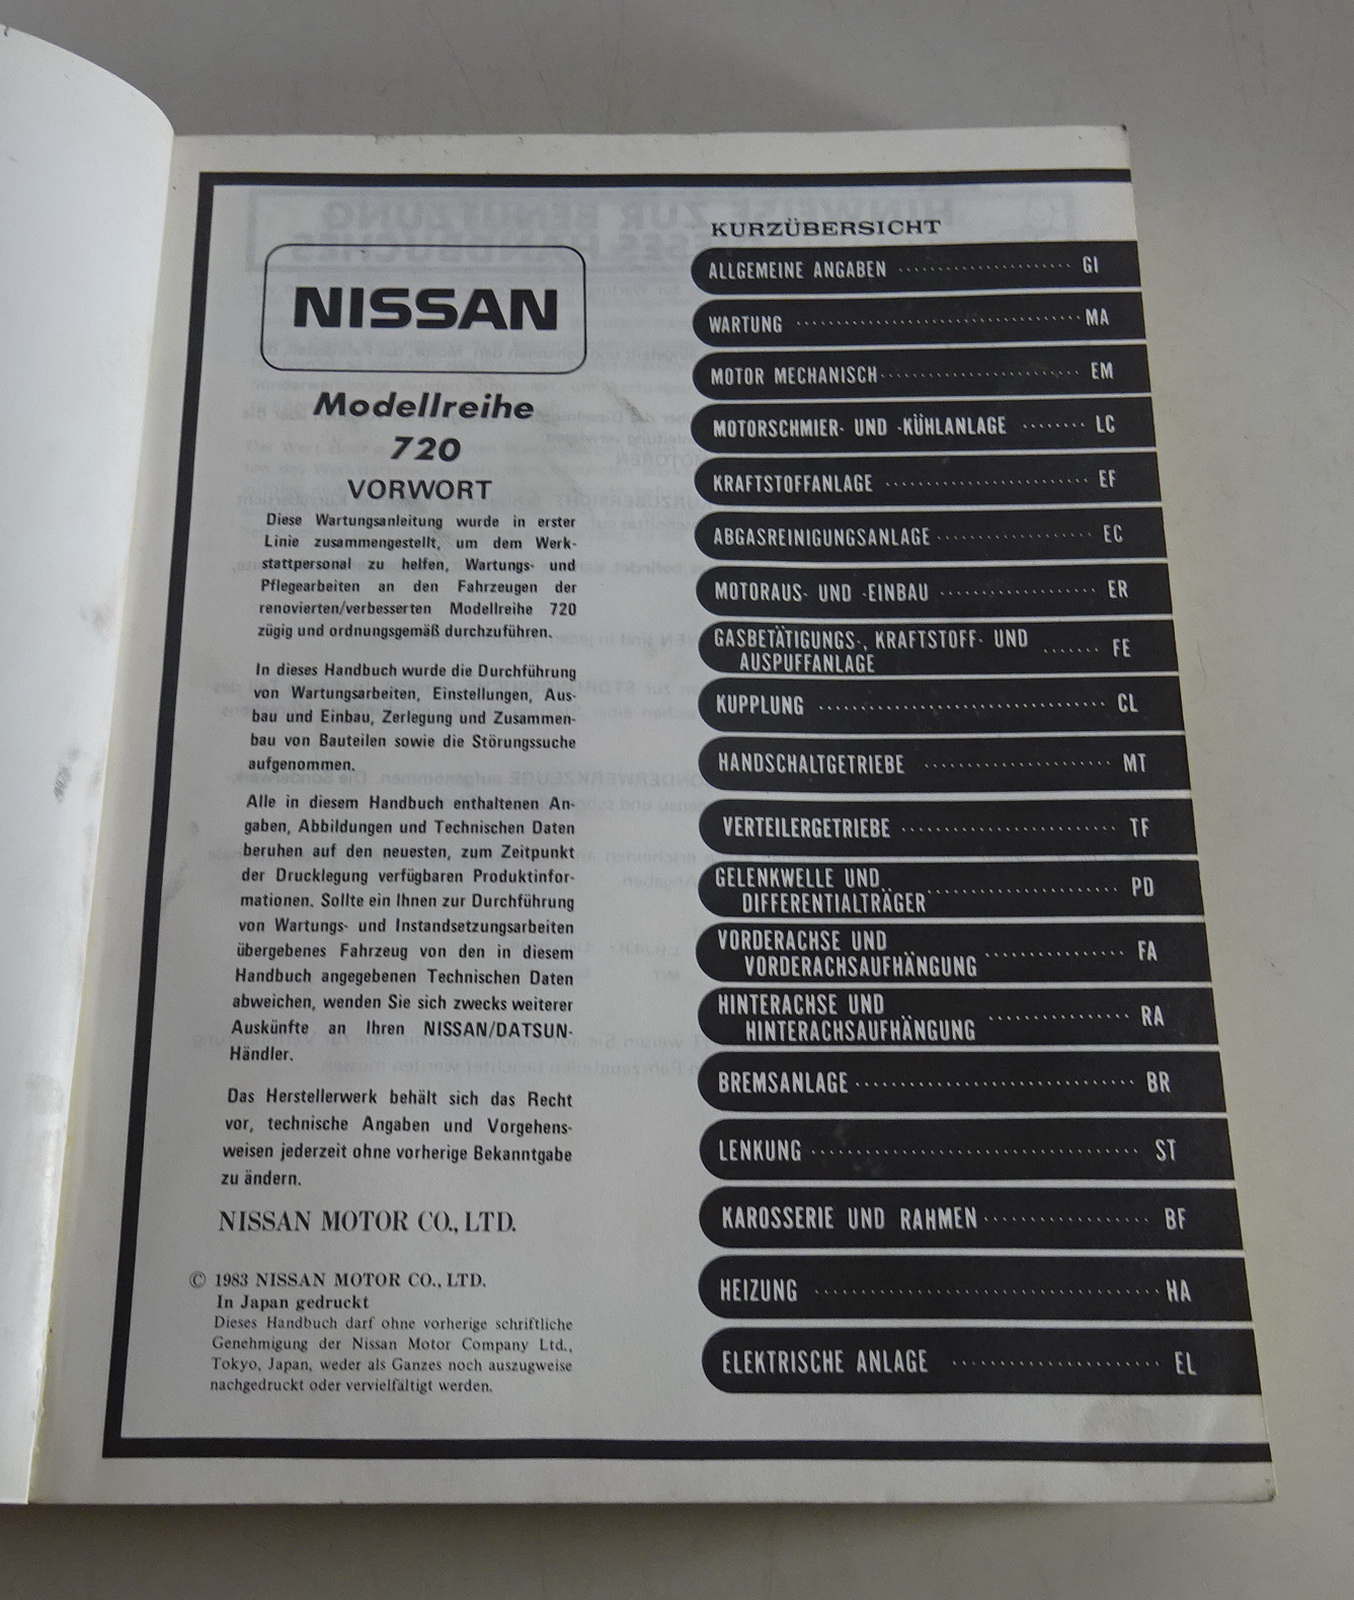 NISSAN
Modellreihe
720
VORWORT
Diese Wartungsanleitung wurde in erster
Linie zusammengestellt, um dem Werk-
stattpersonal zu helfen, Wartungs- und
Pflegearbeiten an den Fahrzeugen der
renovierten/verbesserten Modellreihe 720
zügig und ordnungsgemäß durchzuführen.
In dieses Handbuch wurde die Durchführung
von Wartungsarbeiten, Einstellungen, Aus-
bau und Einbau, Zerlegung und Zusammen-
bau von Bauteilen sowie die Störungssuche
aufgenommen.
Alle in diesem Handbuch enthaltenen An-
gaben, Abbildungen und Technischen Daten
beruhen auf den neuesten, zum Zeitpunkt
der Drucklegung verfügbaren Produktinfor-
mationen. Sollte ein Ihnen zur Durchführung
von Wartungs- und Instandsetzungsarbeiten
übergebenes Fahrzeug von den in diesem
Handbuch angegebenen Technischen Daten
abweichen, wenden Sie sich zwecks weiterer
Auskünfte an Ihren NISSAN/DATSUN-
Händler.
Das Herstellerwerk behält sich das Recht
vor, technische Angaben und Vorgehens-
weisen jederzeit ohne vorherige Bekanntgabe
zu ändern.
NISSAN MOTOR CO., LTD.
© 1983 NISSAN MOTOR CO., LTD.
In Japan gedruckt
Dieses Handbuch darf ohne vorherige schriftliche
Genehmigung der Nissan Motor Company Ltd.,
Tokyo, Japan, weder als Ganzes noch auszugweise
nachgedruckt oder vervielfältigt werden.
KURZÜBERSICHT
ALLGEMEINE ANGABEN ...................... GI
WARTUNG ...................... MA
MOTOR MECHANISCH ...................... EM
MOTORSCHMIER- UND -KÜHLANLAGE ........ LC
KRAFTSTOFFANLAGE ...................... EF
ABGASREINIGUNGSANLAGE ...................... EC
MOTORAUS- UND -EINBAU ...................... ER
GASBETÄTIGUNGS-, KRAFTSTOFF- UND
AUSPUFFANLAGE ....... FE
KUPPLUNG ...................... CL
HANDSCHALTGETRIEBE ...................... MT
VERTEILERGETRIEBE ...................... TF
GELENKWELLE UND
DIFFERENTIALTRÄGER ...................... PD
VORDERACHSE UND
VORDERACHSAUFHÄNGUNG ................ FA
HINTERACHSE UND
HINTERACHSAUFHÄNGUNG ................ RA
BREMSANLAGE ...................... BR
LENKUNG ...................... ST
KAROSSERIE UND RAHMEN ...................... BF
HEIZUNG ...................... HA
ELEKTRISCHE ANLAGE ...................... EL